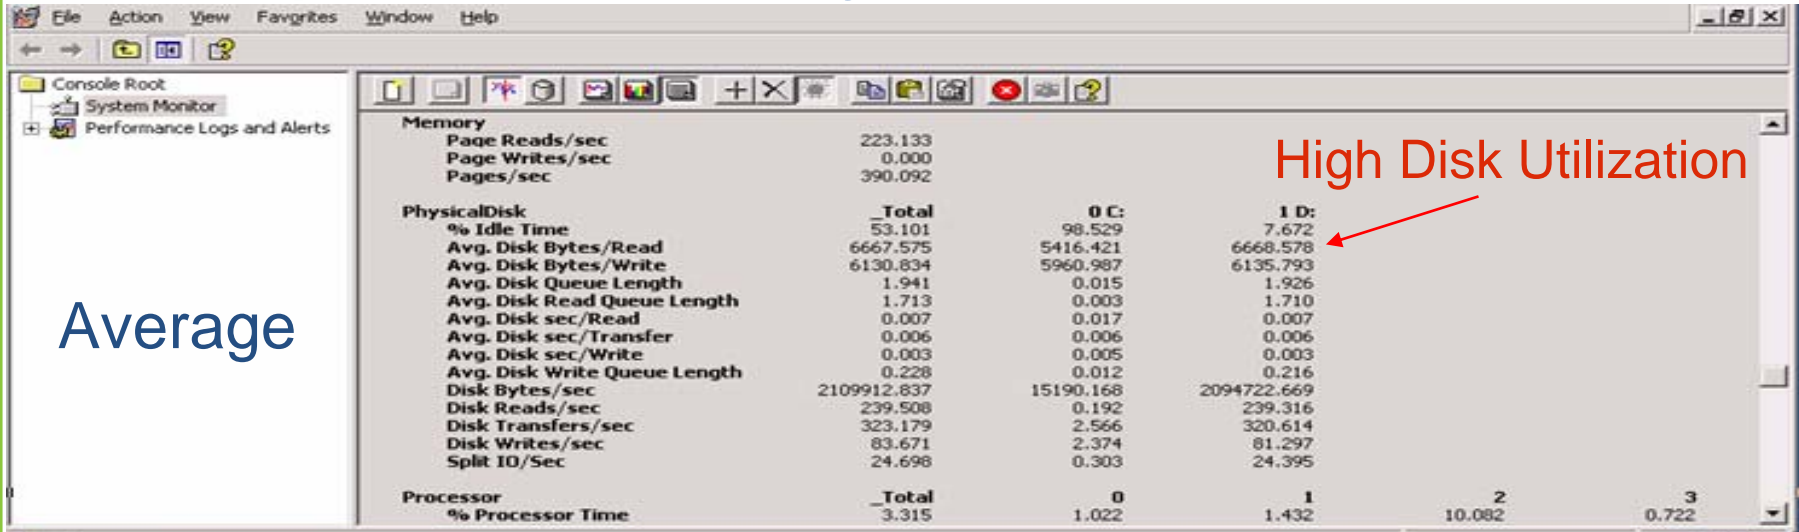 File Action View Favorites Window Help
Console Root
System Monitor
Performance Logs and Alerts
Average
High Disk Utilization
Memory
Page Reads/sec 223.133
Page Writes/sec 0.000
Pages/sec 390.092
PhysicalDisk _Total 0 C: 1 D:
% Idle Time 53.101 98.529 7.672
Avg. Disk Bytes/Read 6667.575 5416.421 6668.578
Avg. Disk Bytes/Write 6130.834 5960.987 6135.793
Avg. Disk Queue Length 1.941 0.015 1.926
Avg. Disk Read Queue Length 1.713 0.003 1.710
Avg. Disk sec/Read 0.007 0.017 0.007
Avg. Disk sec/Transfer 0.006 0.006 0.006
Avg. Disk sec/Write 0.003 0.005 0.003
Avg. Disk Write Queue Length 0.228 0.012 0.216
Disk Bytes/sec 2109912.837 15190.168 2094722.669
Disk Reads/sec 239.508 0.192 239.316
Disk Transfers/sec 323.179 2.566 320.614
Disk Writes/sec 83.671 2.374 81.297
Split IO/Sec 24.698 0.303 24.395
Processor _Total 0 1 2 3
% Processor Time 3.315 1.022 1.432 10.082 0.722